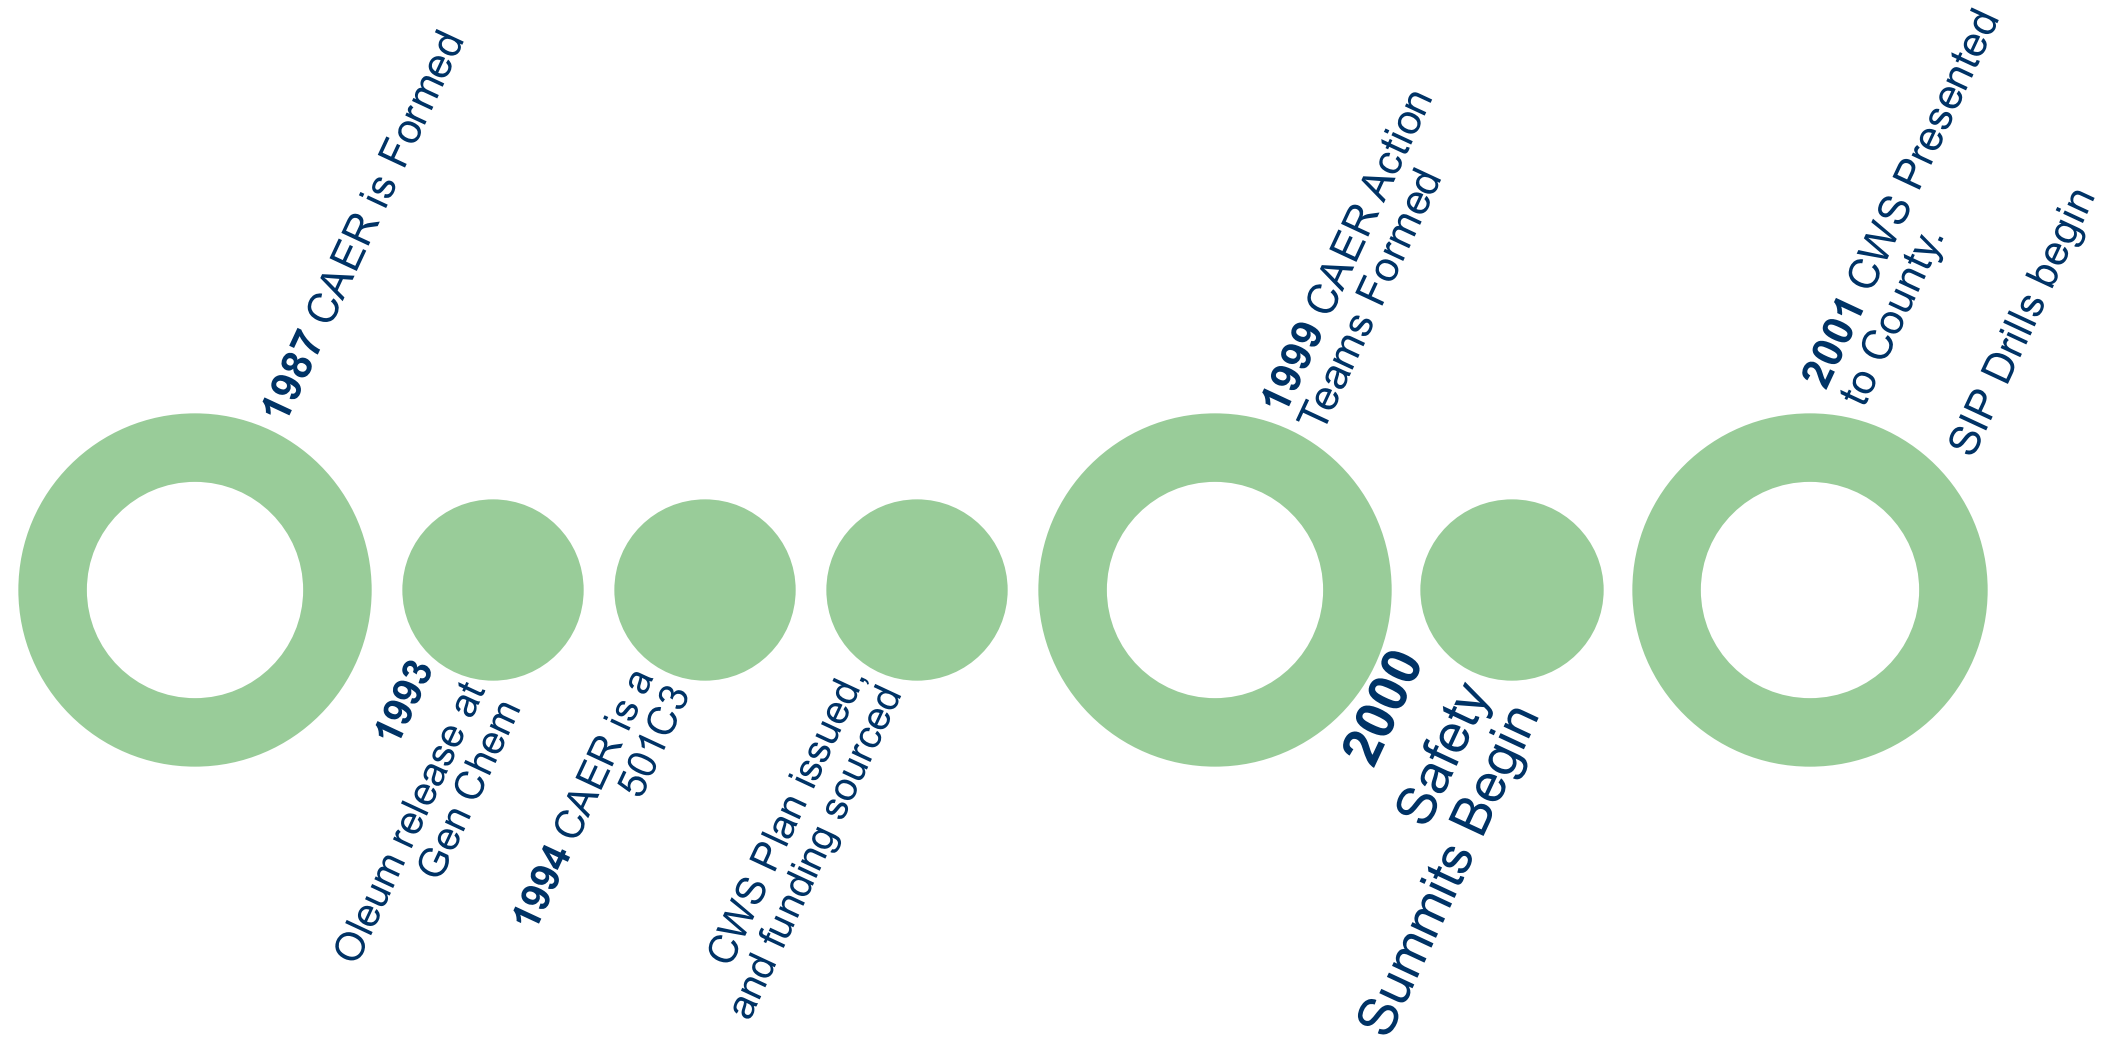 1987 CAER is Formed
1993
Oleum release at
Gen Chem
1994 CAER is a
501C3
CWS Plan issued,
and funding sourced
1999 CAER Action
Teams Formed
2000
Safety
Summits Begin
2001 CWS Presented
to County.
SIP Drills begin